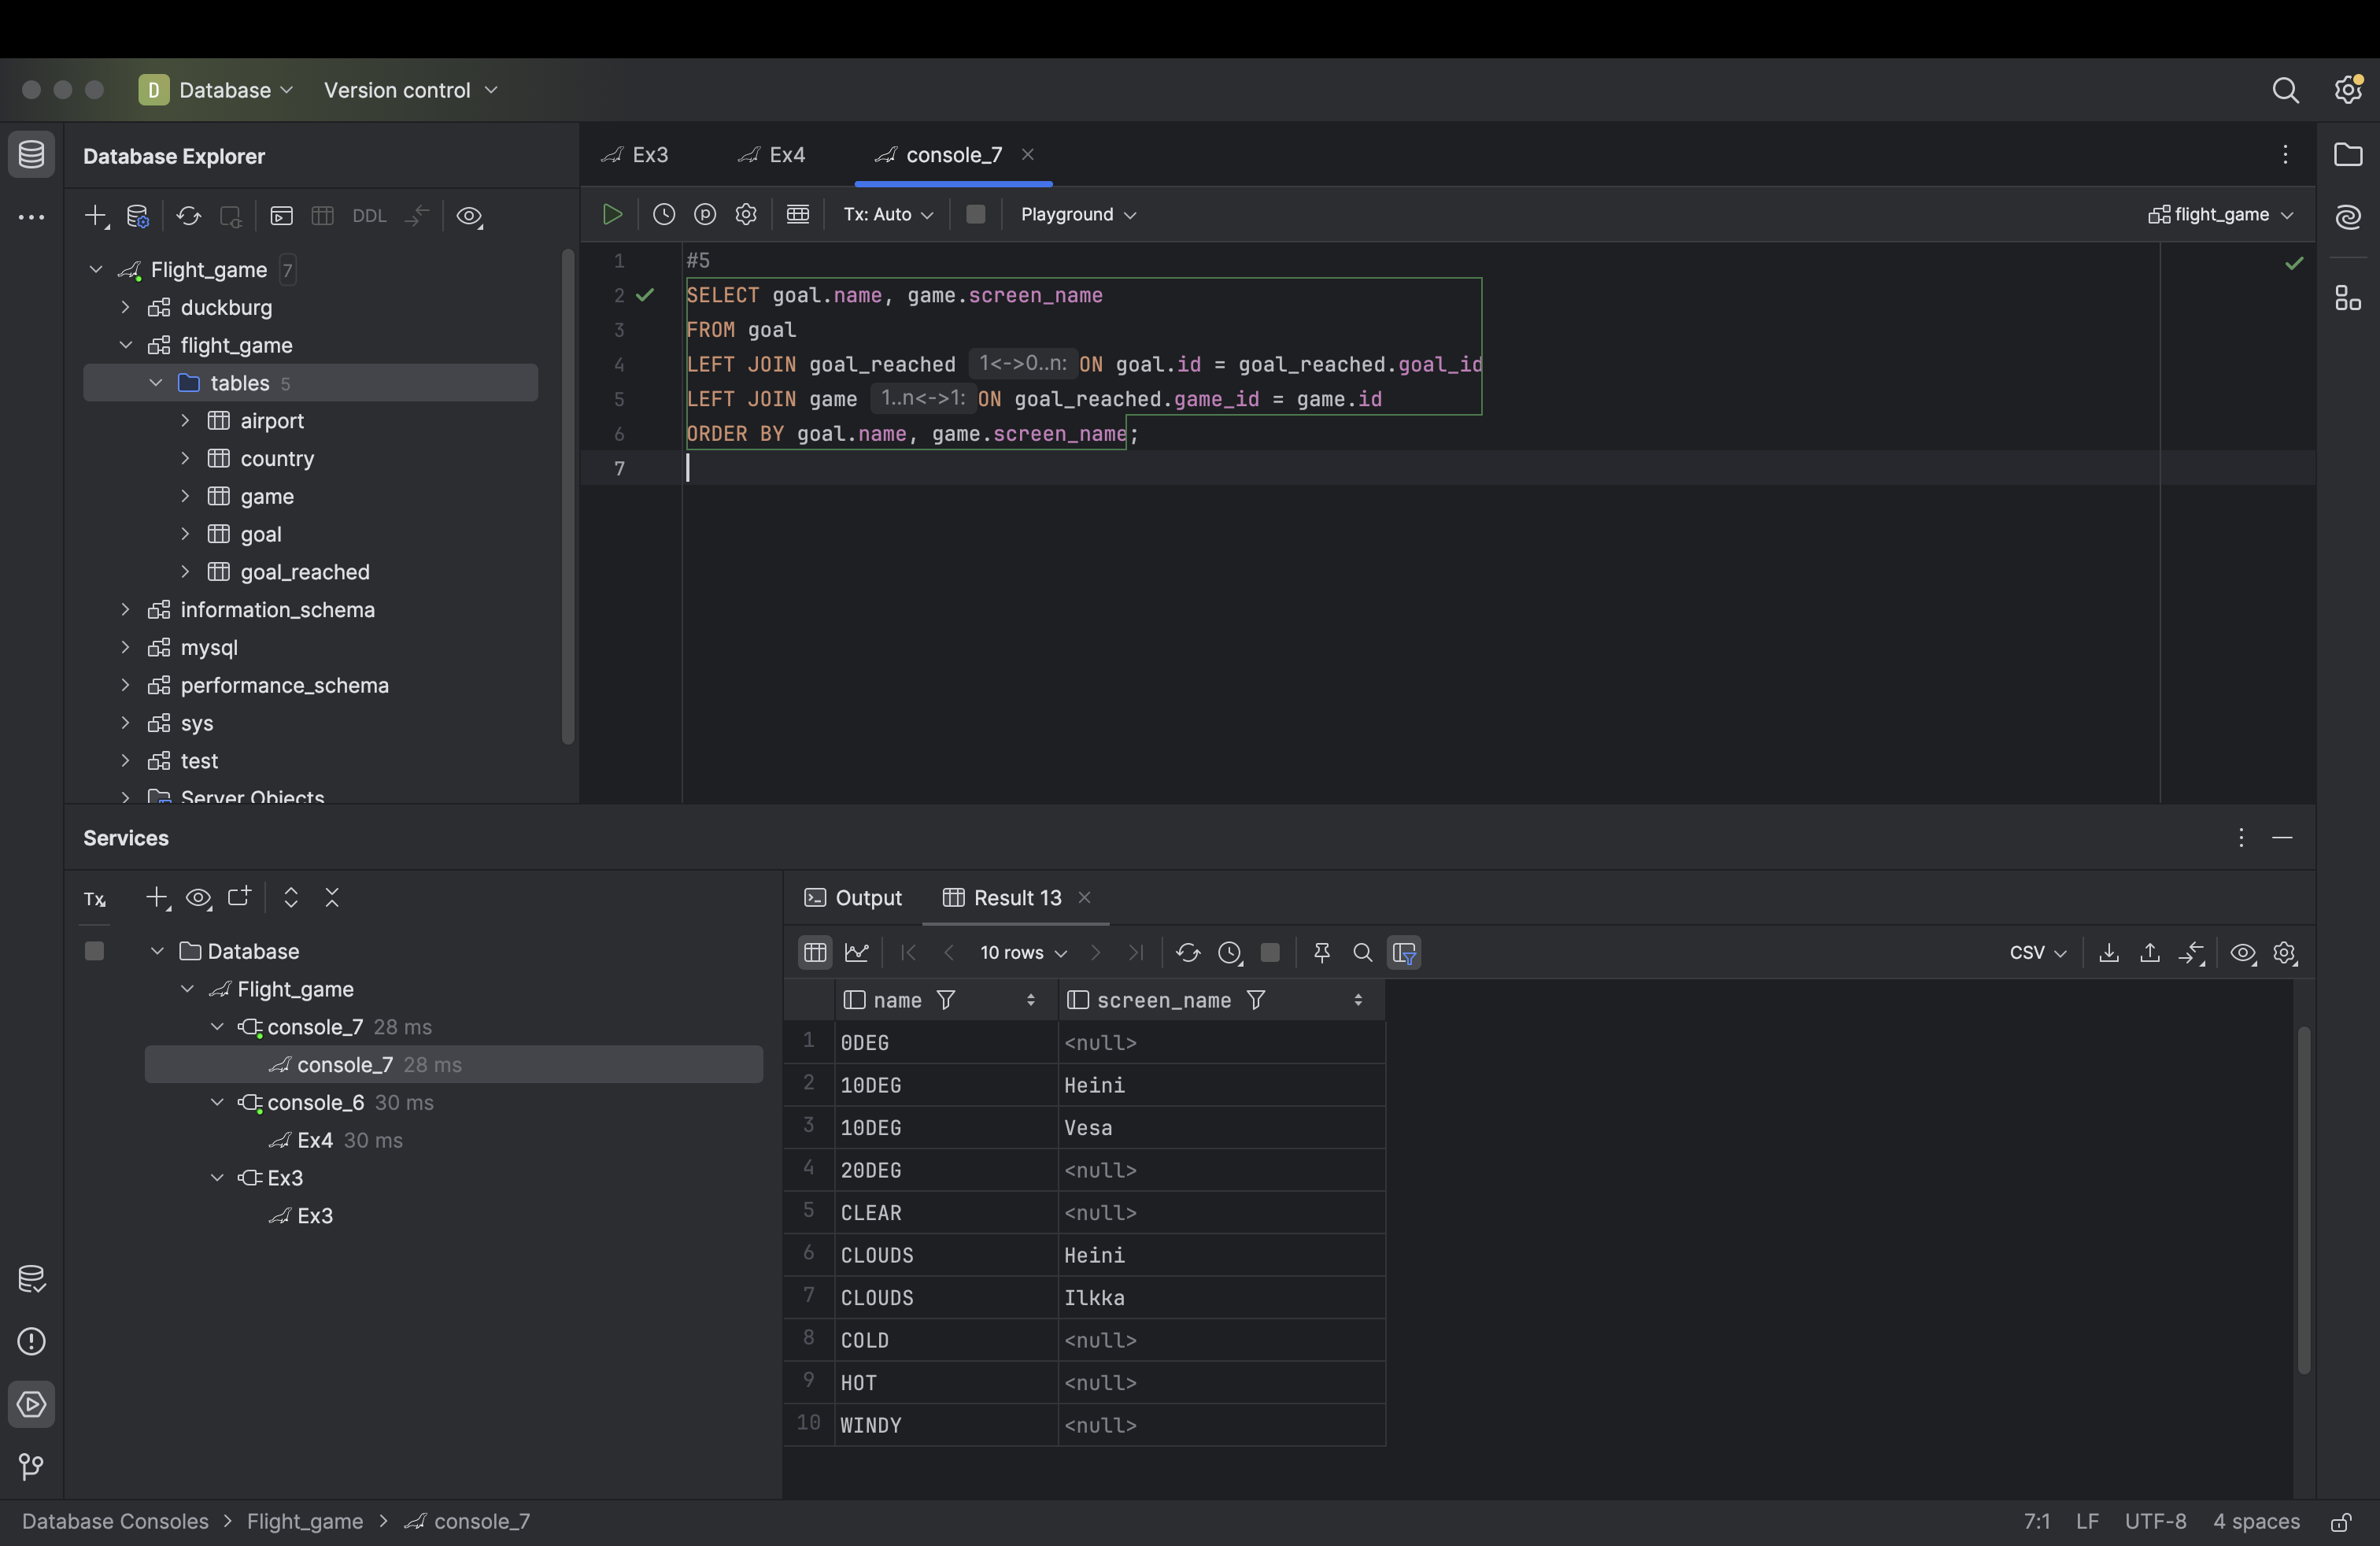 D Database Version control
Database Explorer
DDL
Flight_game 7
duckburg
flight_game
tables 5
airport
country
game
goal
goal_reached
information_schema
mysql
performance_schema
sys
test
Server Objects
Ex3 Ex4 console_7
Tx: Auto Playground flight_game
1 #5
2 SELECT goal.name, game.screen_name
3 FROM goal
4 LEFT JOIN goal_reached 1<->0..n: ON goal.id = goal_reached.goal_id
5 LEFT JOIN game 1..n<->1: ON goal_reached.game_id = game.id
6 ORDER BY goal.name, game.screen_name;
7
Services
Tx
Database
Flight_game
console_7 28 ms
console_7 28 ms
console_6 30 ms
Ex4 30 ms
Ex3
Ex3
Output Result 13
10 rows CSV
name screen_name
1 0DEG <null>
2 10DEG Heini
3 10DEG Vesa
4 20DEG <null>
5 CLEAR <null>
6 CLOUDS Heini
7 CLOUDS Ilkka
8 COLD <null>
9 HOT <null>
10 WINDY <null>
Database Consoles > Flight_game > console_7 7:1 LF UTF-8 4 spaces